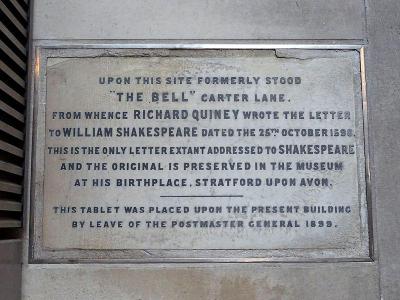 UPON THIS SITE FORMERLY STOOD
"THE BELL" CARTER LANE.
FROM WHENCE RICHARD QUINEY WROTE THE LETTER
TO WILLIAM SHAKESPEARE DATED THE 25TH OCTOBER 1598.
THIS IS THE ONLY LETTER EXTANT ADDRESSED TO SHAKESPEARE
AND THE ORIGINAL IS PRESERVED IN THE MUSEUM
AT HIS BIRTHPLACE, STRATFORD UPON AVON.
THIS TABLET WAS PLACED UPON THE PRESENT BUILDING
BY LEAVE OF THE POSTMASTER GENERAL 1899.